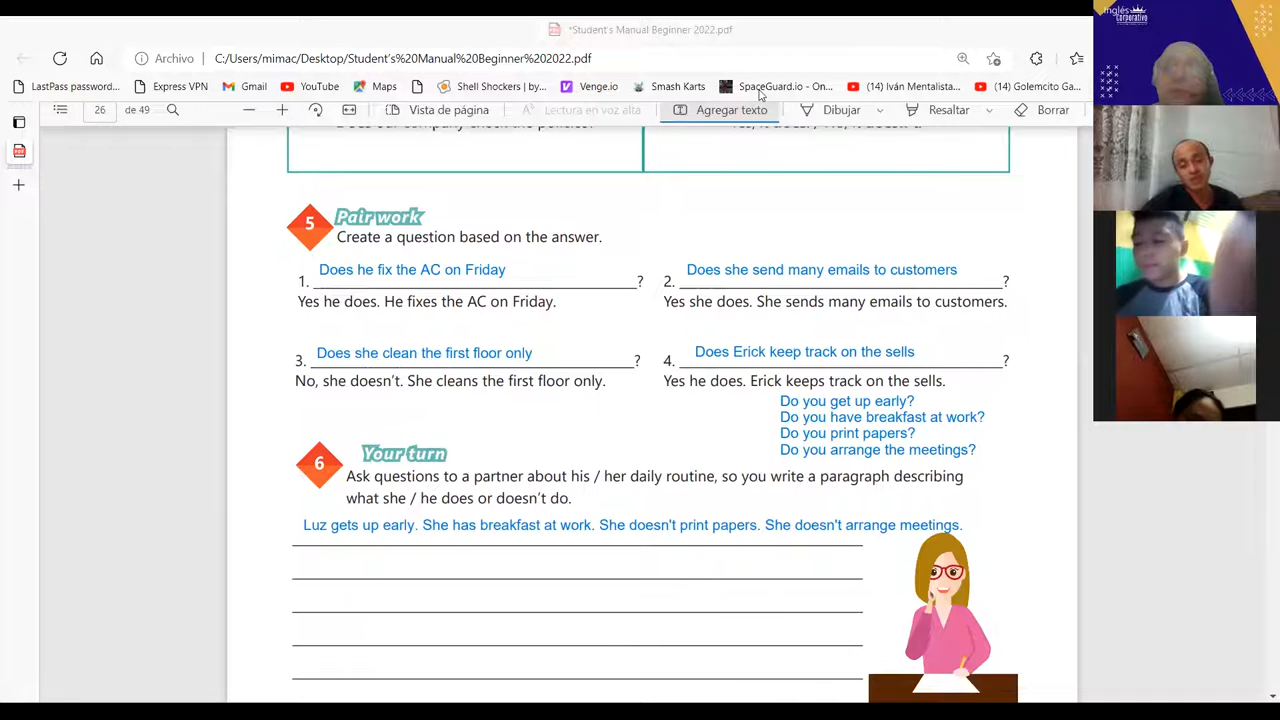 *Student's Manual Beginner 2022.pdf
Archivo C:/Users/mimac/Desktop/Student's%20Manual%20Beginner%202022.pdf
LastPass password... Express VPN Gmail YouTube Maps Shell Shockers | by... Venge.io Smash Karts SpaceGuard.io - On... (14) Iván Mentalista... (14) Golemcito Ga...
26 de 49 Vista de página Lectura en voz alta Agregar texto Dibujar Resaltar Borrar
5 Pair work
Create a question based on the answer.
1. Does he fix the AC on Friday ?
Yes he does. He fixes the AC on Friday.
2. Does she send many emails to customers ?
Yes she does. She sends many emails to customers.
3. Does she clean the first floor only ?
No, she doesn't. She cleans the first floor only.
4. Does Erick keep track on the sells ?
Yes he does. Erick keeps track on the sells.
Do you get up early?
Do you have breakfast at work?
Do you print papers?
Do you arrange the meetings?
6 Your turn
Ask questions to a partner about his / her daily routine, so you write a paragraph describing
what she / he does or doesn't do.
Luz gets up early. She has breakfast at work. She doesn't print papers. She doesn't arrange meetings.
Inglés
Corporativo